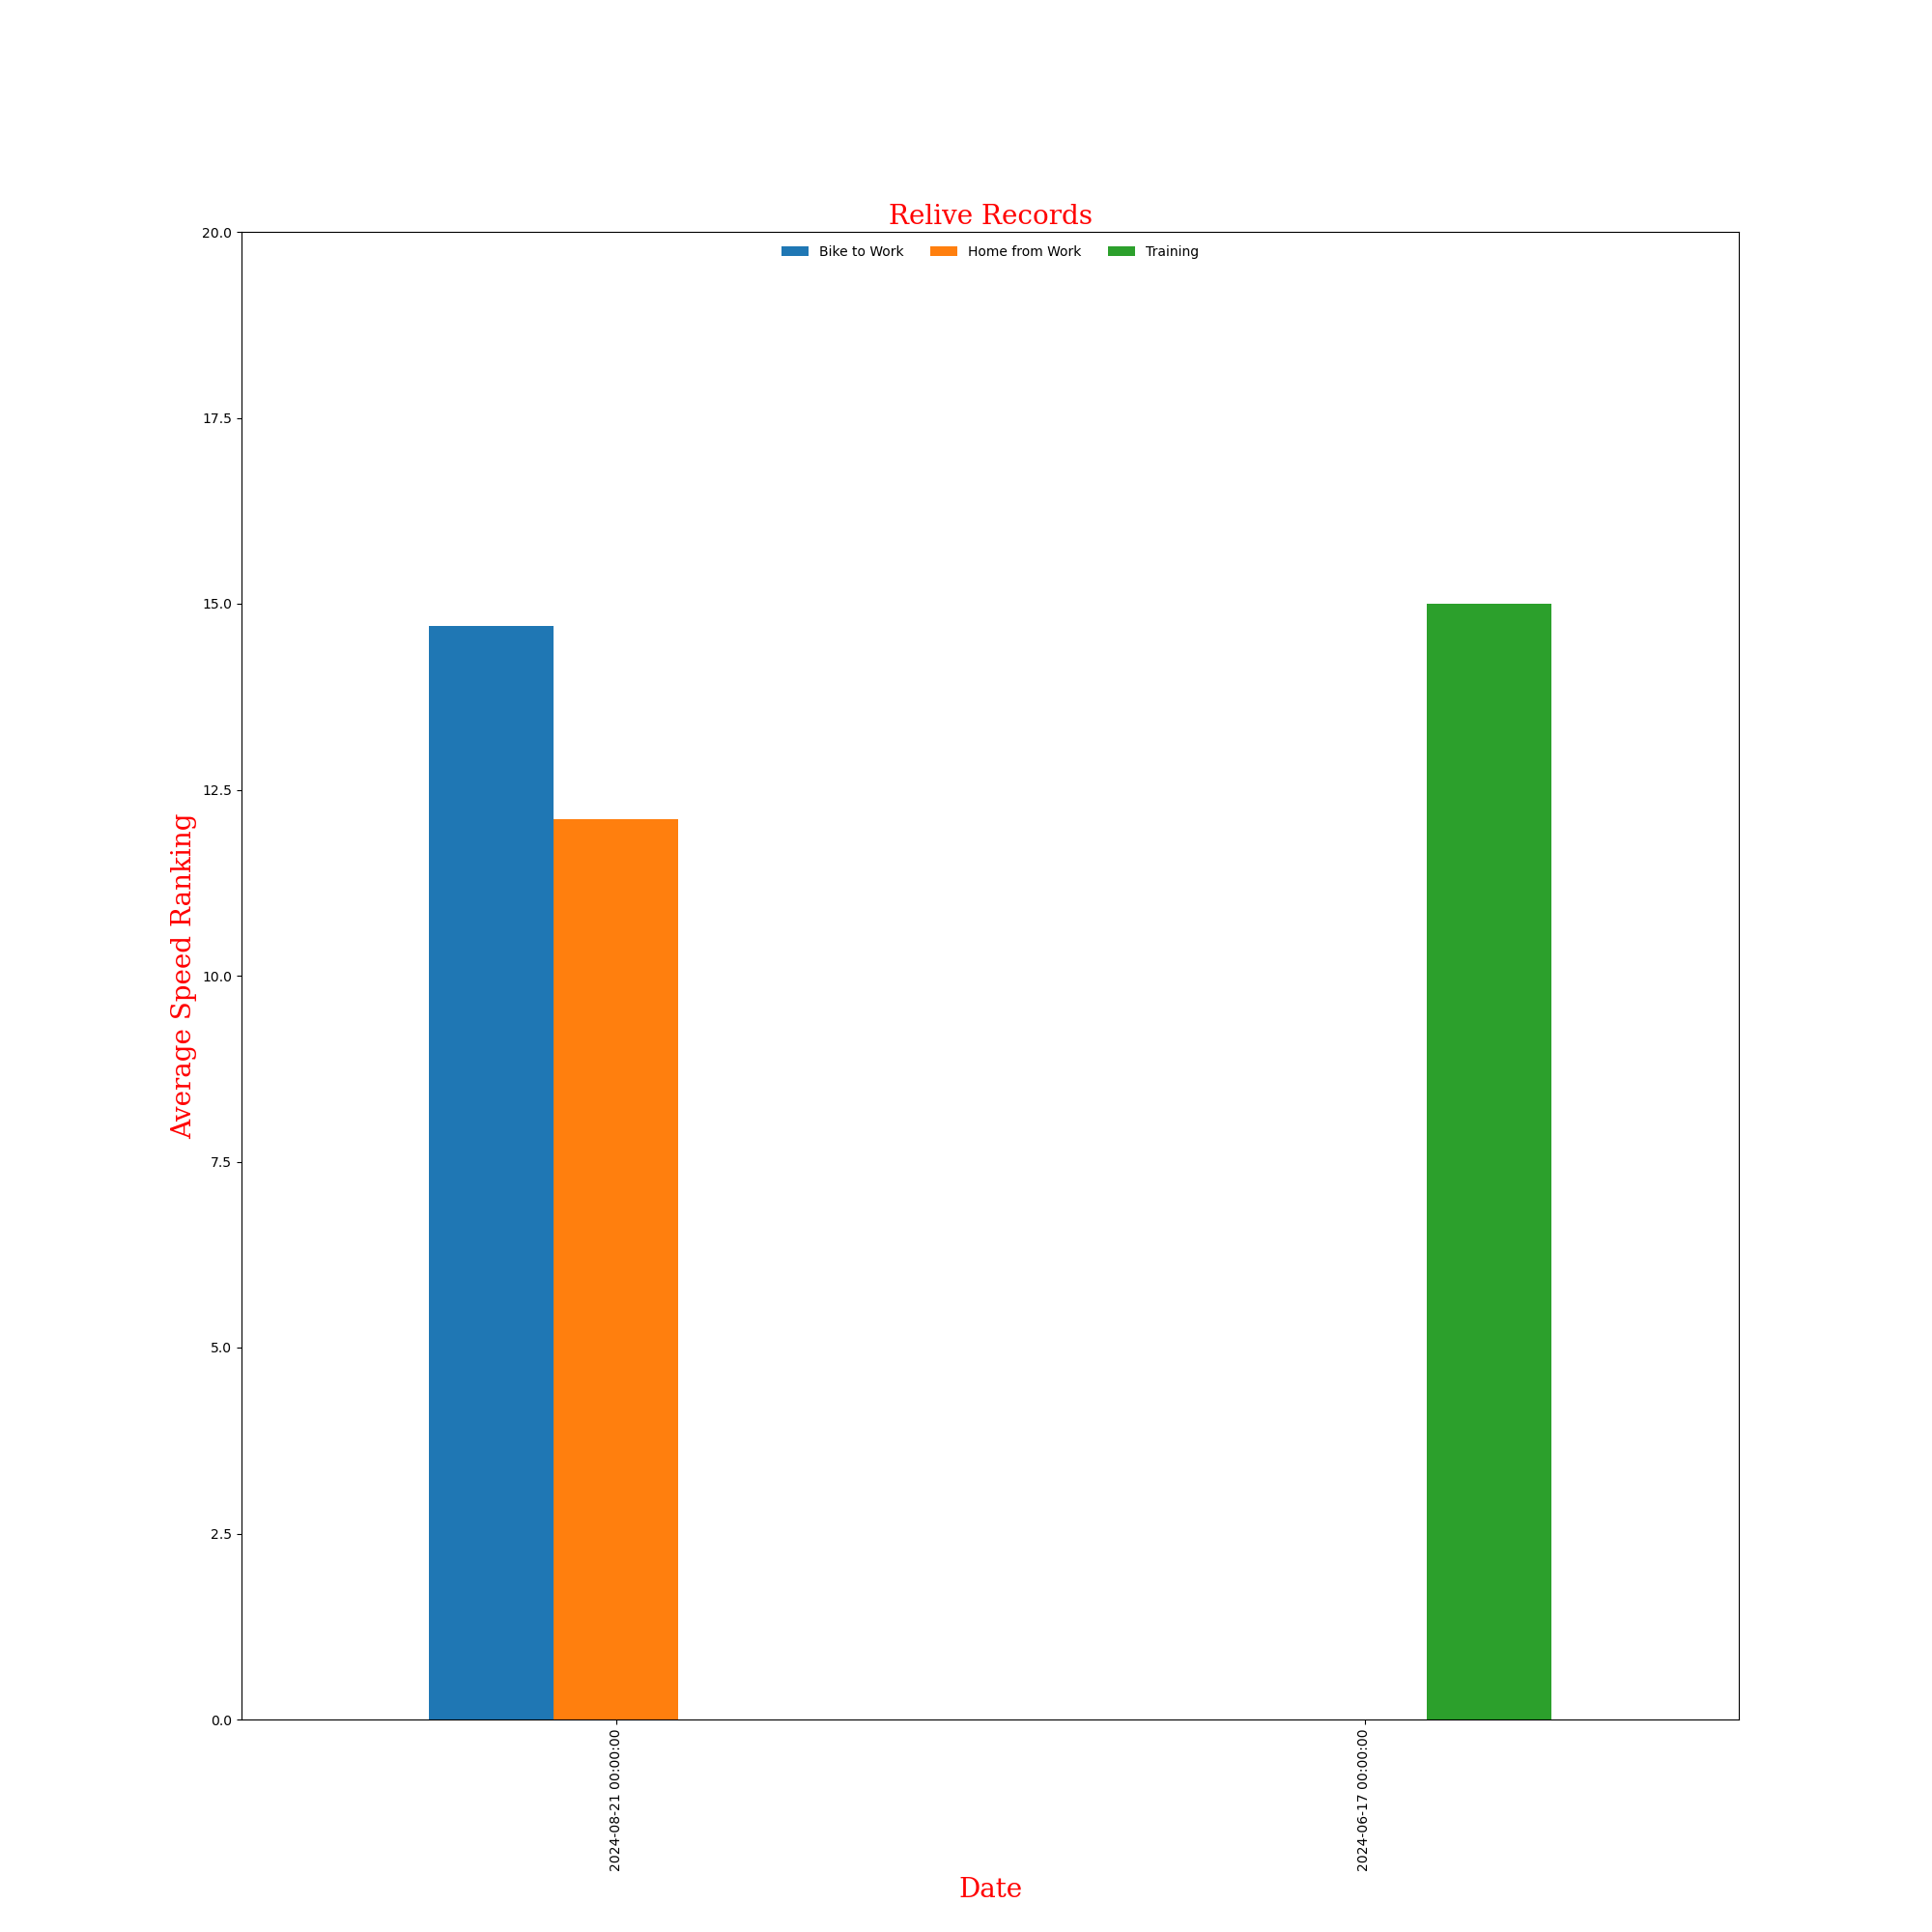 Relive Records
Bike to Work Home from Work Training
20.0
17.5
15.0
12.5
10.0
7.5
5.0
2.5
0.0
Average Speed Ranking
2024-08-21 00:00:00
2024-06-17 00:00:00
Date